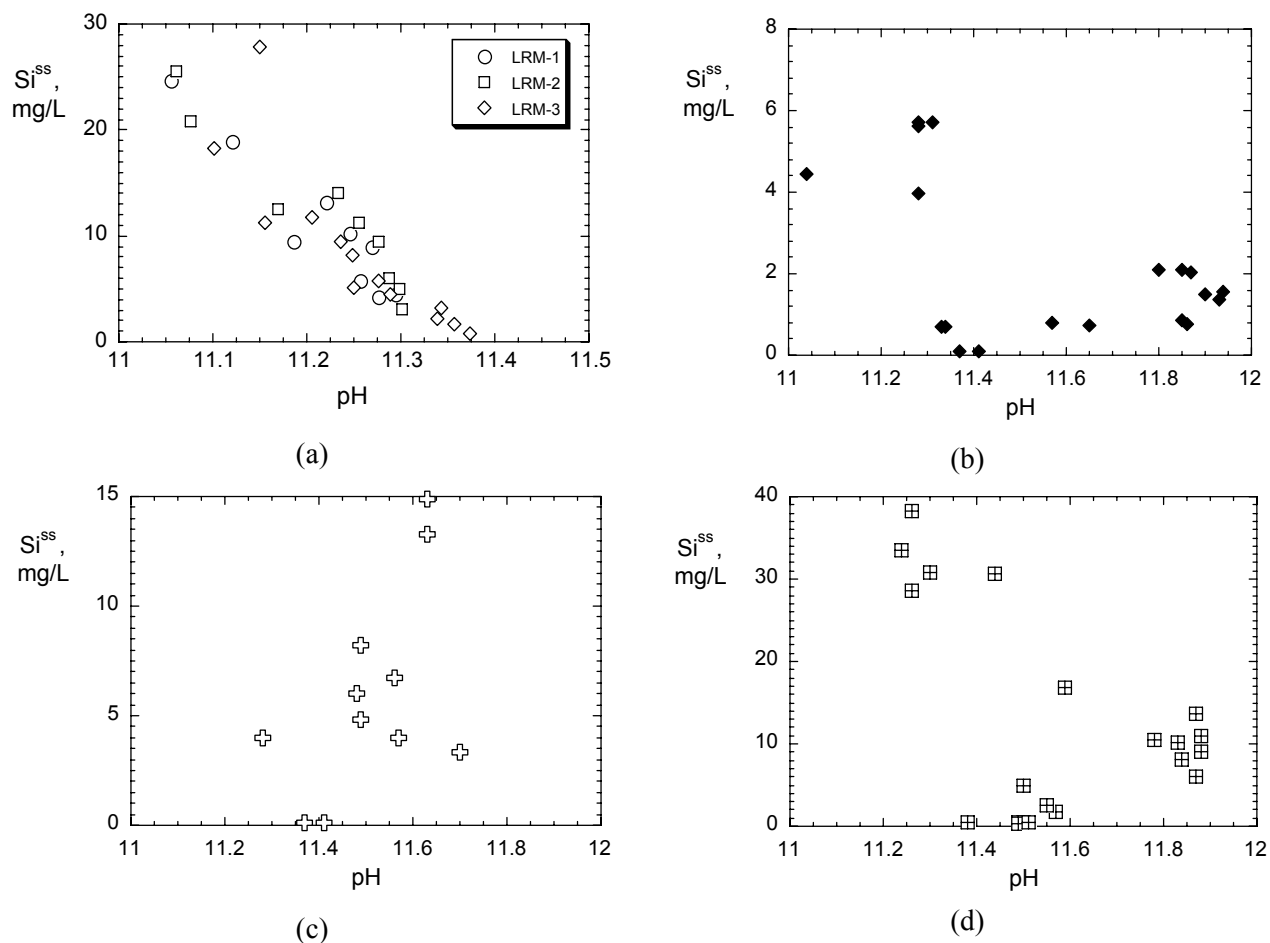 30
20
10
0
Si^ss,
mg/L
LRM-1
LRM-2
LRM-3
11 11.1 11.2 11.3 11.4 11.5
pH
(a)
8
6
4
2
0
Si^ss,
mg/L
11 11.2 11.4 11.6 11.8 12
pH
(b)
15
10
5
0
Si^ss,
mg/L
11 11.2 11.4 11.6 11.8 12
pH
(c)
40
30
20
10
0
Si^ss,
mg/L
11 11.2 11.4 11.6 11.8 12
pH
(d)